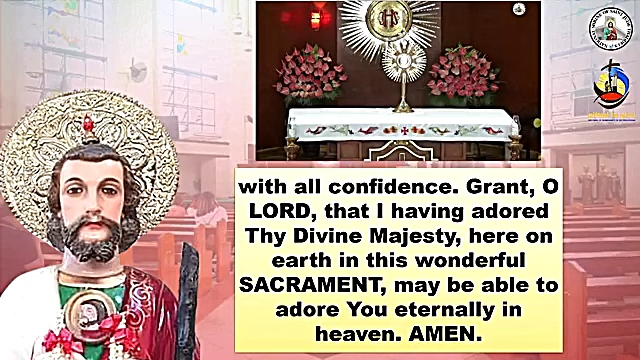 with all confidence. Grant, O
LORD, that I having adored
Thy Divine Majesty, here on
earth in this wonderful
SACRAMENT, may be able to
adore You eternally in
heaven. AMEN.